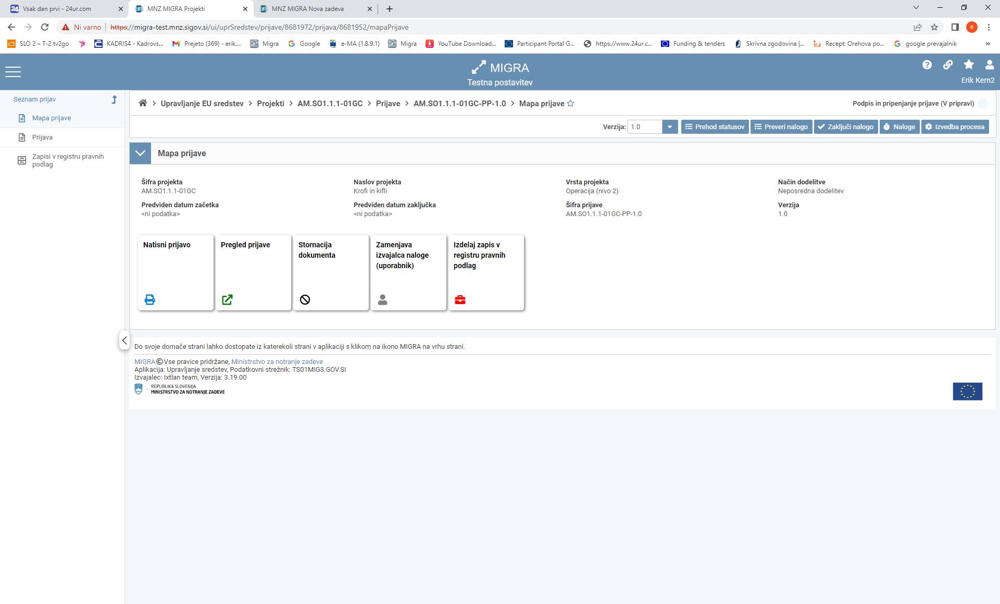 Vsak dan prvi - 24ur.com
MNZ MIGRA Projekti
MNZ MIGRA Nova zadeva
Ni varno
https://migra-test.mnz.sigov.si/ui/uprSredstev/prijave/8681972/prijava/8681952/mapaPrijave
e
SLO 2 – T-2 tv2go
KADRIS4 - Kadrovs...
Prejeto (369) - erik....
Migra
Google
e-MA (1.8.9.1)
Migra
YouTube Download...
Participant Portal G...
https://www.24ur.c...
Funding & tenders
Skrivna zgodovina |...
Recept: Orehova po...
google prevajalnik
»
MIGRA
Testna postavitev
Erik Kern2
Seznam prijav
Mapa prijave
Prijava
Zapisi v registru pravnih
podlag
Upravljanje EU sredstev > Projekti > AM.SO1.1.1-01GC > Prijave > AM.SO1.1.1-01GC-PP-1.0 > Mapa prijave
Podpis in pripenjanje prijave (V pripravi)
Verzija: 1.0
Prehod statusov
Preveri nalogo
Zaključi nalogo
Naloge
Izvedba procesa
Mapa prijave
Šifra projekta
AM.SO1.1.1-01GC
Naslov projekta
Krofi in kifli
Vrsta projekta
Operacija (nivo 2)
Način dodelitve
Neposredna dodelitev
Predviden datum začetka
<ni podatka>
Predviden datum zaključka
<ni podatka>
Šifra prijave
AM.SO1.1.1-01GC-PP-1.0
Verzija
1.0
Natisni prijavo
Pregled prijave
Stornacija
dokumenta
Zamenjava
izvajalca naloge
(uporabnik)
Izdelaj zapis v
registru pravnih
podlag
Do svoje domače strani lahko dostopate iz katerekoli strani v aplikaciji s klikom na ikono MIGRA na vrhu strani.
MIGRA © Vse pravice pridržane, Ministrstvo za notranje zadeve
Aplikacija: Upravljanje sredstev, Podatkovni strežnik: TS01MIG3.GOV.SI
Izvajalec: Ixtlan team, Verzija: 3.19.00
REPUBLIKA SLOVENIJA
MINISTRSTVO ZA NOTRANJE ZADEVE